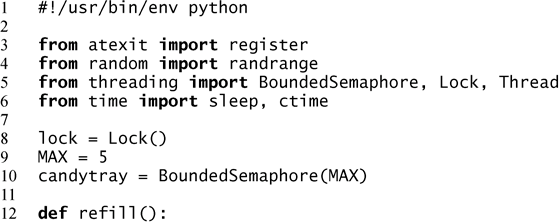 1 #!/usr/bin/env python
2
3 from atexit import register
4 from random import randrange
5 from threading import BoundedSemaphore, Lock, Thread
6 from time import sleep, ctime
7
8 lock = Lock()
9 MAX = 5
10 candytray = BoundedSemaphore(MAX)
11
12 def refill():